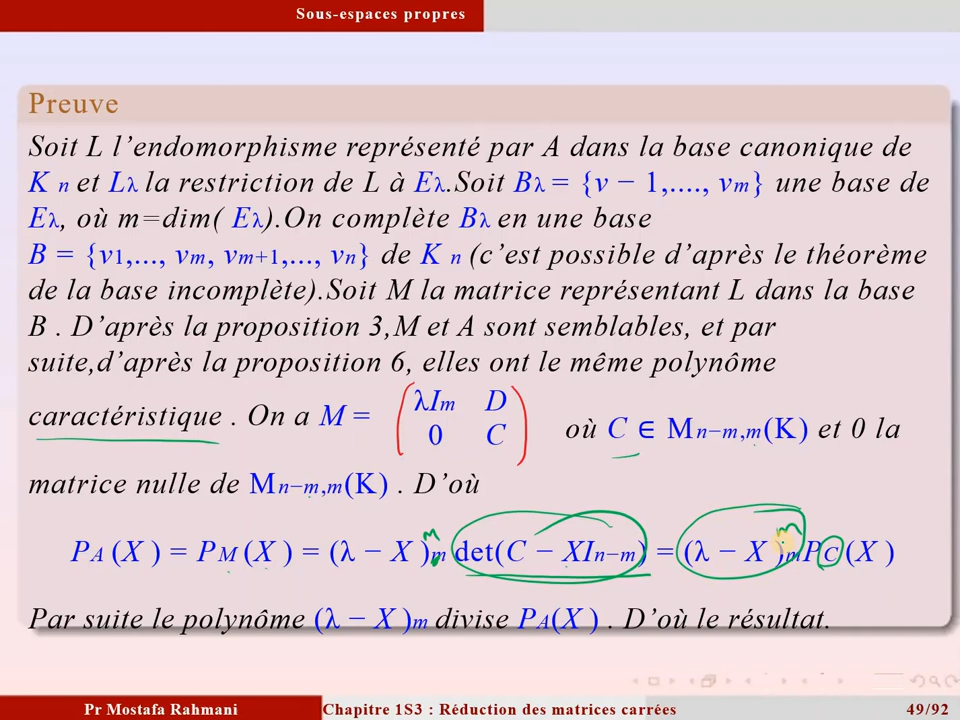 Sous-espaces propres
Preuve
Soit L l’endomorphisme représenté par A dans la base canonique de
K n et Lλ la restriction de L à Eλ.Soit Bλ = {v − 1,...., vm} une base de
Eλ, où m=dim( Eλ).On complète Bλ en une base
B = {v1,..., vm, vm+1,..., vn} de K n (c’est possible d’après le théorème
de la base incomplète).Soit M la matrice représentant L dans la base
B . D’après la proposition 3,M et A sont semblables, et par
suite,d’après la proposition 6, elles ont le même polynôme
caractéristique . On a M = ( λIm D
0 C ) où C ∈ Mn−m,m(K) et 0 la
matrice nulle de Mn−m,m(K) . D’où
m m
PA (X ) = PM (X ) = (λ − X )m det(C − XIn−m) = (λ − X )mPC (X )
Par suite le polynôme (λ − X )m divise PA(X ) . D’où le résultat.
Pr Mostafa Rahmani Chapitre 1S3 : Réduction des matrices carrées 49/92